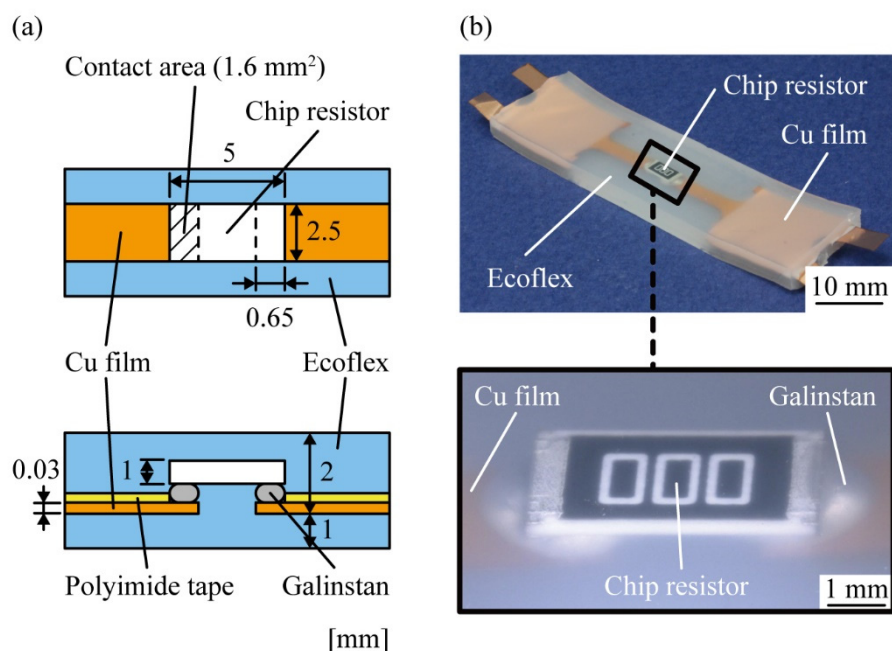 (a)
Contact area (1.6 mm²)
Chip resistor
5
2.5
0.65
Cu film
Ecoflex
0.03
1
2
1
Polyimide tape
Galinstan
[mm]
(b)
Chip resistor
Cu film
Ecoflex
10 mm
Cu film
Galinstan
000
Chip resistor
1 mm